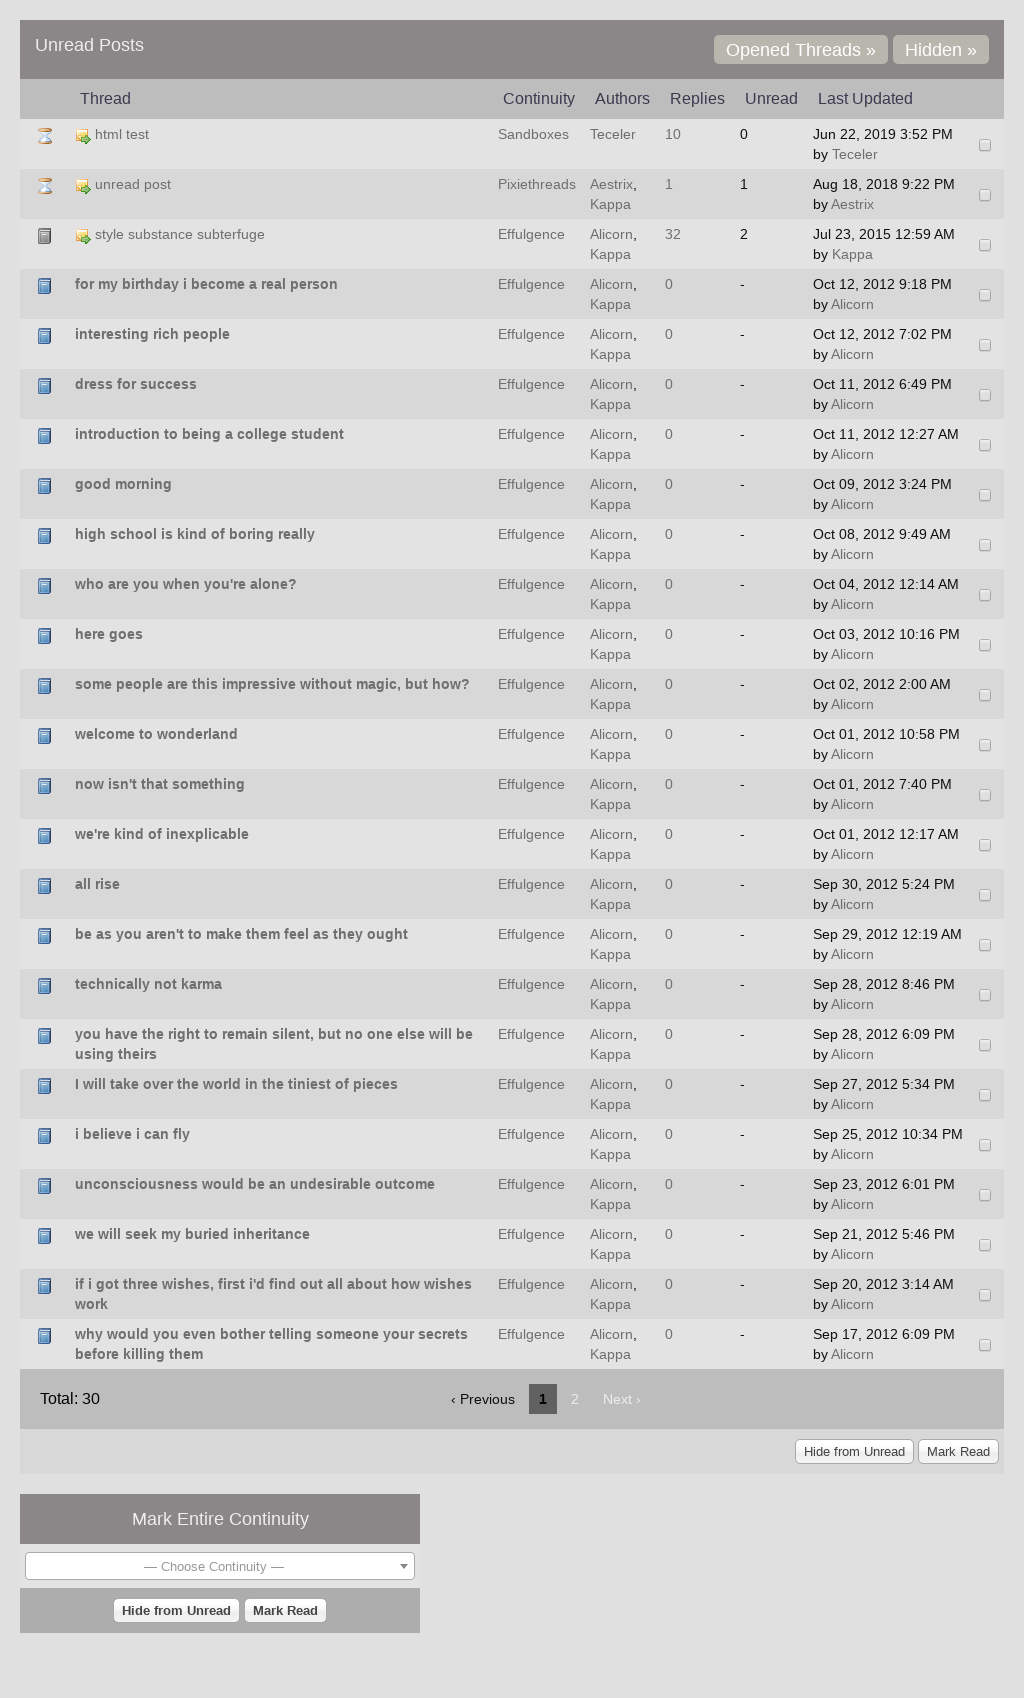 Unread Posts
Opened Threads » Hidden »
Thread Continuity Authors Replies Unread Last Updated
html test Sandboxes Teceler 10 0 Jun 22, 2019 3:52 PM
by Teceler
unread post Pixiethreads Aestrix, 1 1 Aug 18, 2018 9:22 PM
Kappa by Aestrix
style substance subterfuge Effulgence Alicorn, 32 2 Jul 23, 2015 12:59 AM
Kappa by Kappa
for my birthday i become a real person Effulgence Alicorn, 0 - Oct 12, 2012 9:18 PM
Kappa by Alicorn
interesting rich people Effulgence Alicorn, 0 - Oct 12, 2012 7:02 PM
Kappa by Alicorn
dress for success Effulgence Alicorn, 0 - Oct 11, 2012 6:49 PM
Kappa by Alicorn
introduction to being a college student Effulgence Alicorn, 0 - Oct 11, 2012 12:27 AM
Kappa by Alicorn
good morning Effulgence Alicorn, 0 - Oct 09, 2012 3:24 PM
Kappa by Alicorn
high school is kind of boring really Effulgence Alicorn, 0 - Oct 08, 2012 9:49 AM
Kappa by Alicorn
who are you when you're alone? Effulgence Alicorn, 0 - Oct 04, 2012 12:14 AM
Kappa by Alicorn
here goes Effulgence Alicorn, 0 - Oct 03, 2012 10:16 PM
Kappa by Alicorn
some people are this impressive without magic, but how? Effulgence Alicorn, 0 - Oct 02, 2012 2:00 AM
Kappa by Alicorn
welcome to wonderland Effulgence Alicorn, 0 - Oct 01, 2012 10:58 PM
Kappa by Alicorn
now isn't that something Effulgence Alicorn, 0 - Oct 01, 2012 7:40 PM
Kappa by Alicorn
we're kind of inexplicable Effulgence Alicorn, 0 - Oct 01, 2012 12:17 AM
Kappa by Alicorn
all rise Effulgence Alicorn, 0 - Sep 30, 2012 5:24 PM
Kappa by Alicorn
be as you aren't to make them feel as they ought Effulgence Alicorn, 0 - Sep 29, 2012 12:19 AM
Kappa by Alicorn
technically not karma Effulgence Alicorn, 0 - Sep 28, 2012 8:46 PM
Kappa by Alicorn
you have the right to remain silent, but no one else will be Effulgence Alicorn, 0 - Sep 28, 2012 6:09 PM
using theirs Kappa by Alicorn
I will take over the world in the tiniest of pieces Effulgence Alicorn, 0 - Sep 27, 2012 5:34 PM
Kappa by Alicorn
i believe i can fly Effulgence Alicorn, 0 - Sep 25, 2012 10:34 PM
Kappa by Alicorn
unconsciousness would be an undesirable outcome Effulgence Alicorn, 0 - Sep 23, 2012 6:01 PM
Kappa by Alicorn
we will seek my buried inheritance Effulgence Alicorn, 0 - Sep 21, 2012 5:46 PM
Kappa by Alicorn
if i got three wishes, first i'd find out all about how wishes Effulgence Alicorn, 0 - Sep 20, 2012 3:14 AM
work Kappa by Alicorn
why would you even bother telling someone your secrets Effulgence Alicorn, 0 - Sep 17, 2012 6:09 PM
before killing them Kappa by Alicorn
Total: 30 ‹ Previous 1 2 Next ›
Hide from Unread Mark Read
Mark Entire Continuity
— Choose Continuity —
Hide from Unread Mark Read